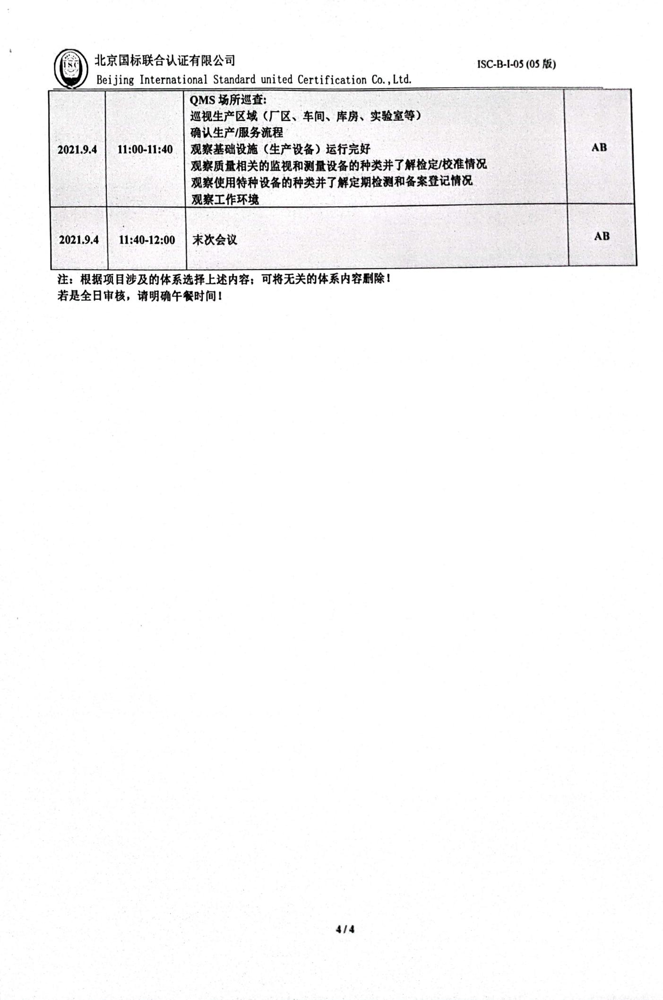 ISC
北京国标联合认证有限公司
ISC-B-I-05 (05 版)
Beijing International Standard united Certification Co.,Ltd.
QMS 场所巡查:
巡视生产区域（厂区、车间、库房、实验室等）
确认生产/服务流程
2021.9.4 11:00-11:40 观察基础设施（生产设备）运行完好 AB
观察质量相关的监视和测量设备的种类并了解检定/校准情况
观察使用特种设备的种类并了解定期检测和备案登记情况
观察工作环境
2021.9.4 11:40-12:00 末次会议 AB
注：根据项目涉及的体系选择上述内容；可将无关的体系内容删除！
若是全日审核，请明确午餐时间！
4 / 4